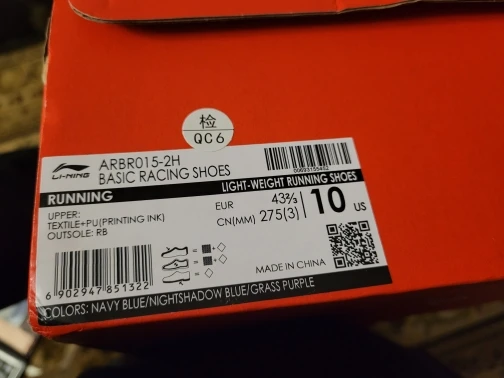 检
QC6
LI-NING
ARBR015-2H
BASIC RACING SHOES
RUNNING
LIGHT-WEIGHT RUNNING SHOES
UPPER:
TEXTILE+PU(PRINTING INK)
OUTSOLE: RB
EUR 43⅔
CN(MM) 275(3)
10 US
MADE IN CHINA
6 902947 851322
COLORS: NAVY BLUE/NIGHTSHADOW BLUE/GRASS PURPLE